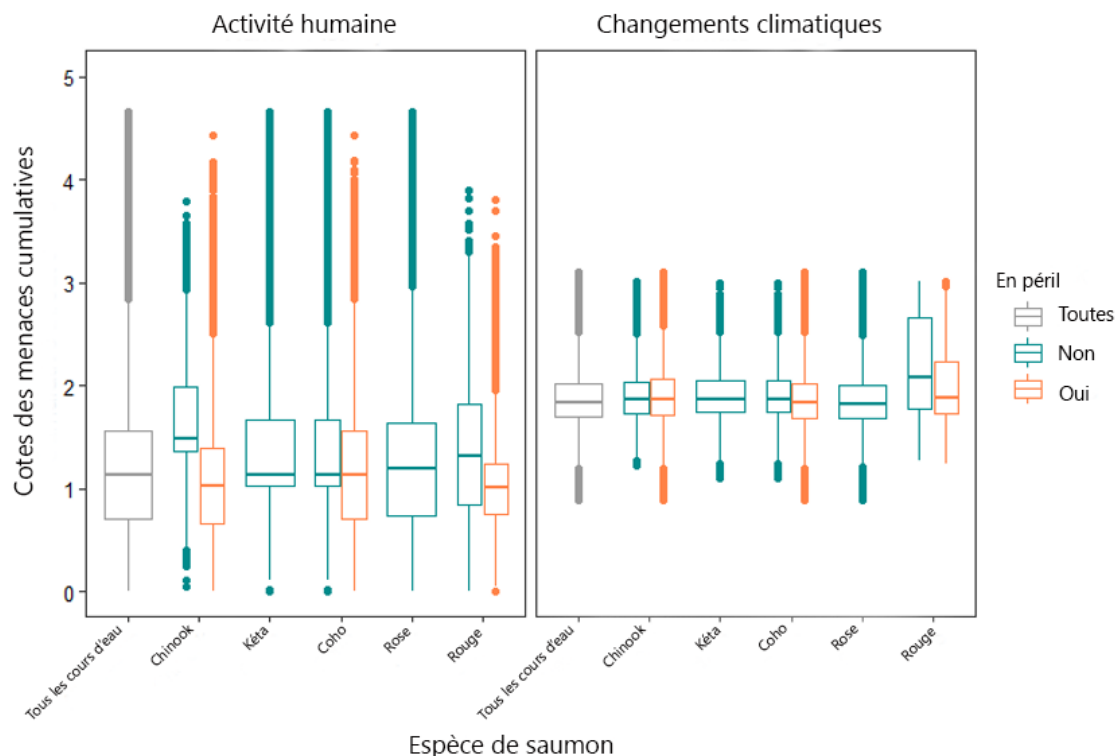 Activité humaine
Changements climatiques
Cotes des menaces cumulatives
5
4
3
2
1
0
Tous les cours d'eau
Chinook
Kéta
Coho
Rose
Rouge
Tous les cours d'eau
Chinook
Kéta
Coho
Rose
Rouge
Espèce de saumon
En péril
Toutes
Non
Oui